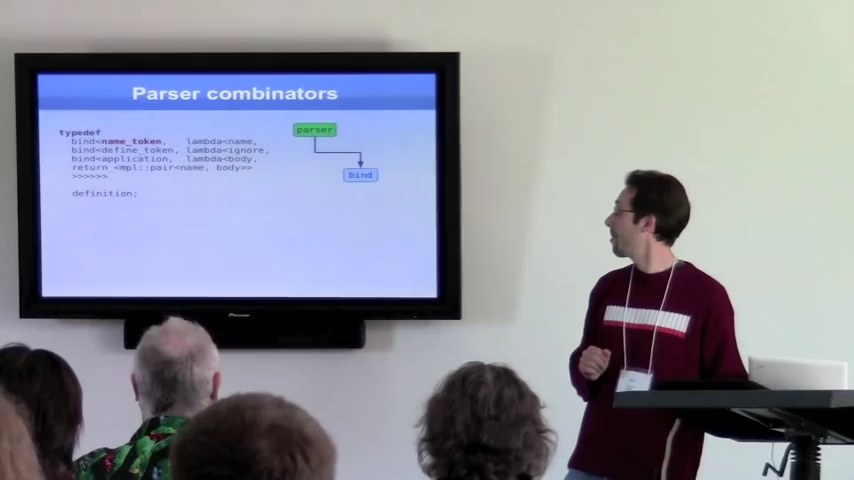 Parser combinators
typedef
bind<name_token, lambda<name,
bind<define_token, lambda<ignore,
bind<application, lambda<body,
return <mpl::pair<name, body>>
>>>>>>
definition;
parser
bind
Pioneer